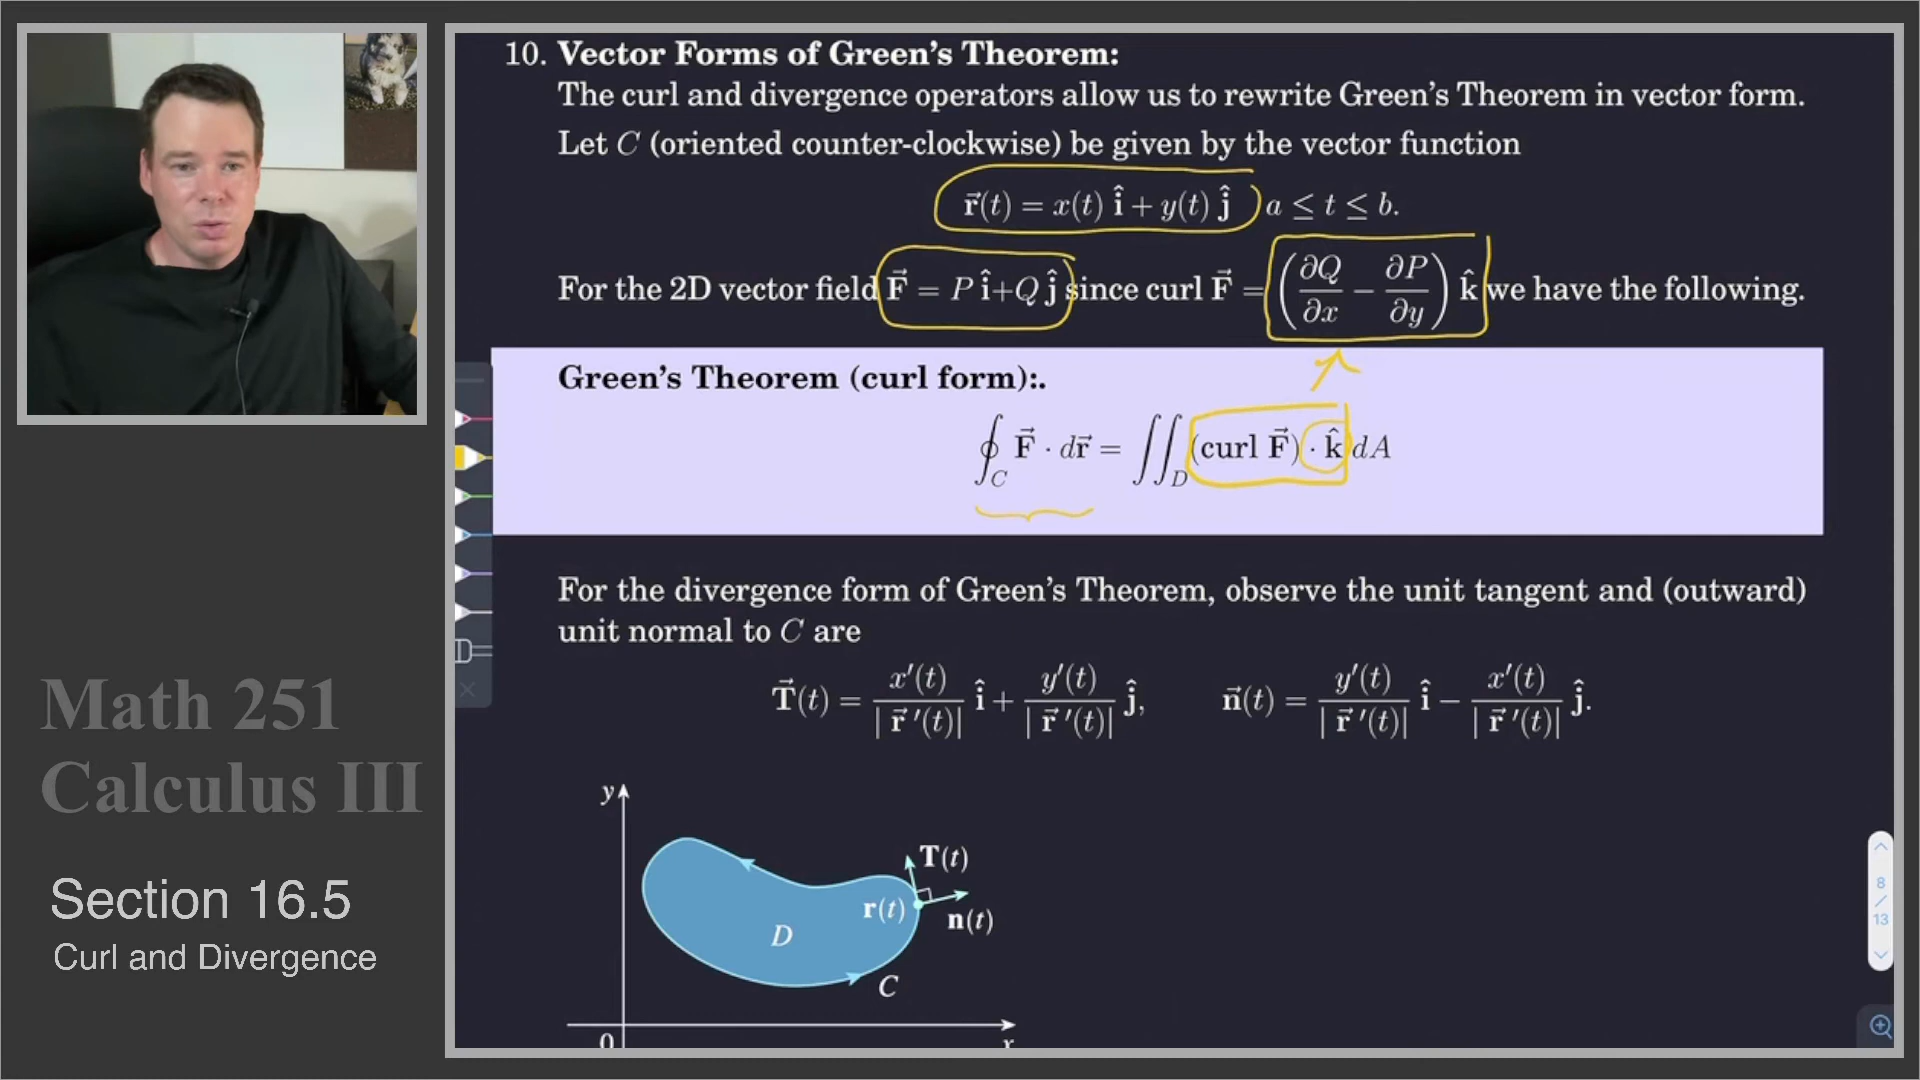 10. Vector Forms of Green's Theorem:
The curl and divergence operators allow us to rewrite Green's Theorem in vector form.
Let C (oriented counter-clockwise) be given by the vector function
r⃗(t) = x(t) î + y(t) ĵ  a ≤ t ≤ b.
For the 2D vector field F⃗ = P î+Q ĵ since curl F⃗ = (∂Q/∂x − ∂P/∂y) k̂ we have the following.
Green's Theorem (curl form):.
∮_C F⃗ · dr⃗ = ∬_D (curl F⃗) · k̂ dA
For the divergence form of Green's Theorem, observe the unit tangent and (outward)
unit normal to C are
T⃗(t) = x′(t)/|r⃗ ′(t)| î + y′(t)/|r⃗ ′(t)| ĵ,  n⃗(t) = y′(t)/|r⃗ ′(t)| î − x′(t)/|r⃗ ′(t)| ĵ.
y
T(t)
r(t)
n(t)
D
C
0
x
8
/
13
Math 251
Calculus III
Section 16.5
Curl and Divergence